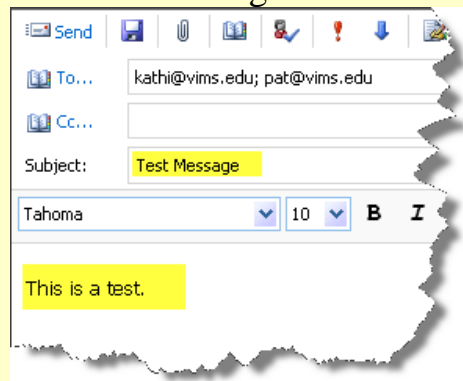 Send
To... kathi@vims.edu; pat@vims.edu
Cc...
Subject: Test Message
Tahoma 10 B I
This is a test.